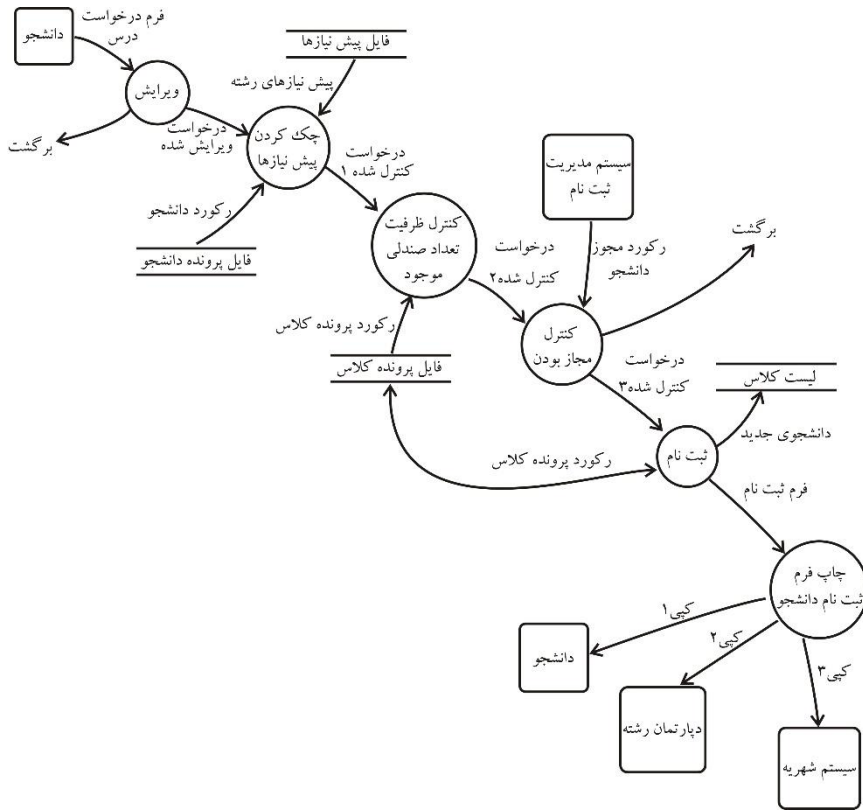 دانشجو
فرم درخواست
درس
ویرایش
برگشت
درخواست
ویرایش شده
فایل پیش نیازها
پیش نیازهای رشته
چک کردن
پیش نیازها
رکورد دانشجو
فایل پرونده دانشجو
درخواست
کنترل شده ۱
کنترل ظرفیت
تعداد صندلی
موجود
رکورد پرونده کلاس
فایل پرونده کلاس
درخواست
کنترل شده۲
سیستم مدیریت
ثبت نام
رکورد مجوز
دانشجو
برگشت
کنترل
مجاز بودن
درخواست
کنترل شده۳
لیست کلاس
دانشجوی جدید
ثبت نام
رکورد پرونده کلاس
فرم ثبت نام
چاپ فرم
ثبت نام دانشجو
کپی۱
دانشجو
کپی۲
دپارتمان رشته
کپی۳
سیستم شهریه